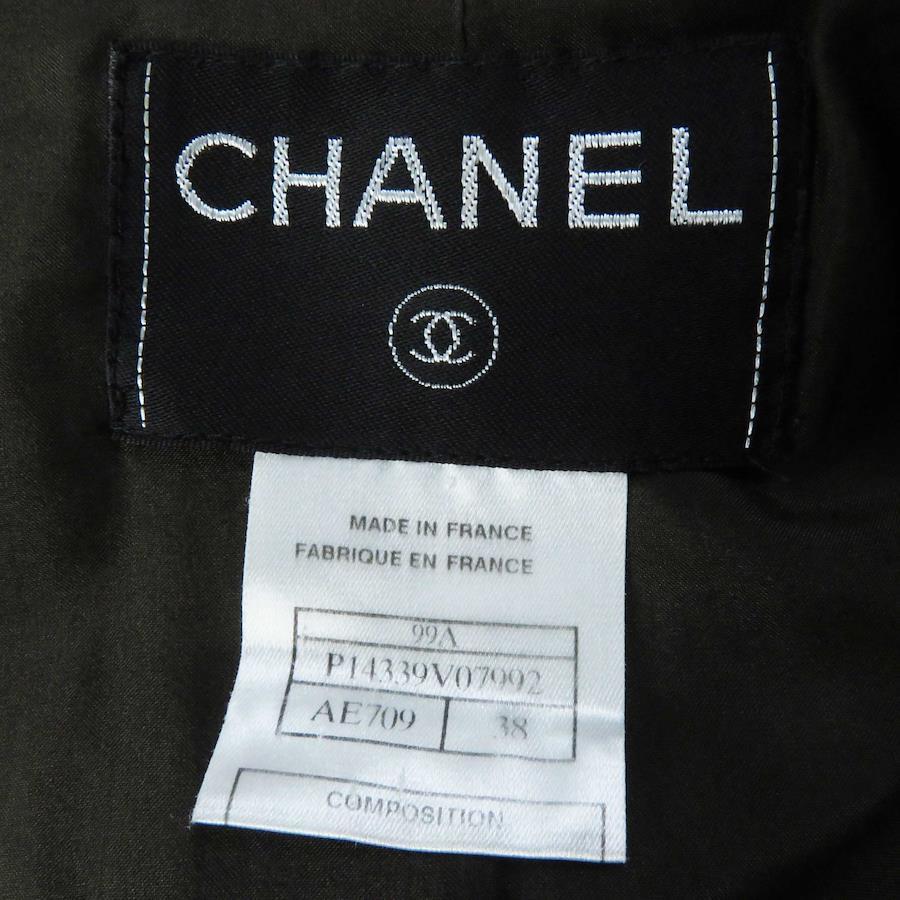 CHANEL
MADE IN FRANCE
FABRIQUE EN FRANCE
99A
P14339V07992
AE709 38
COMPOSITION